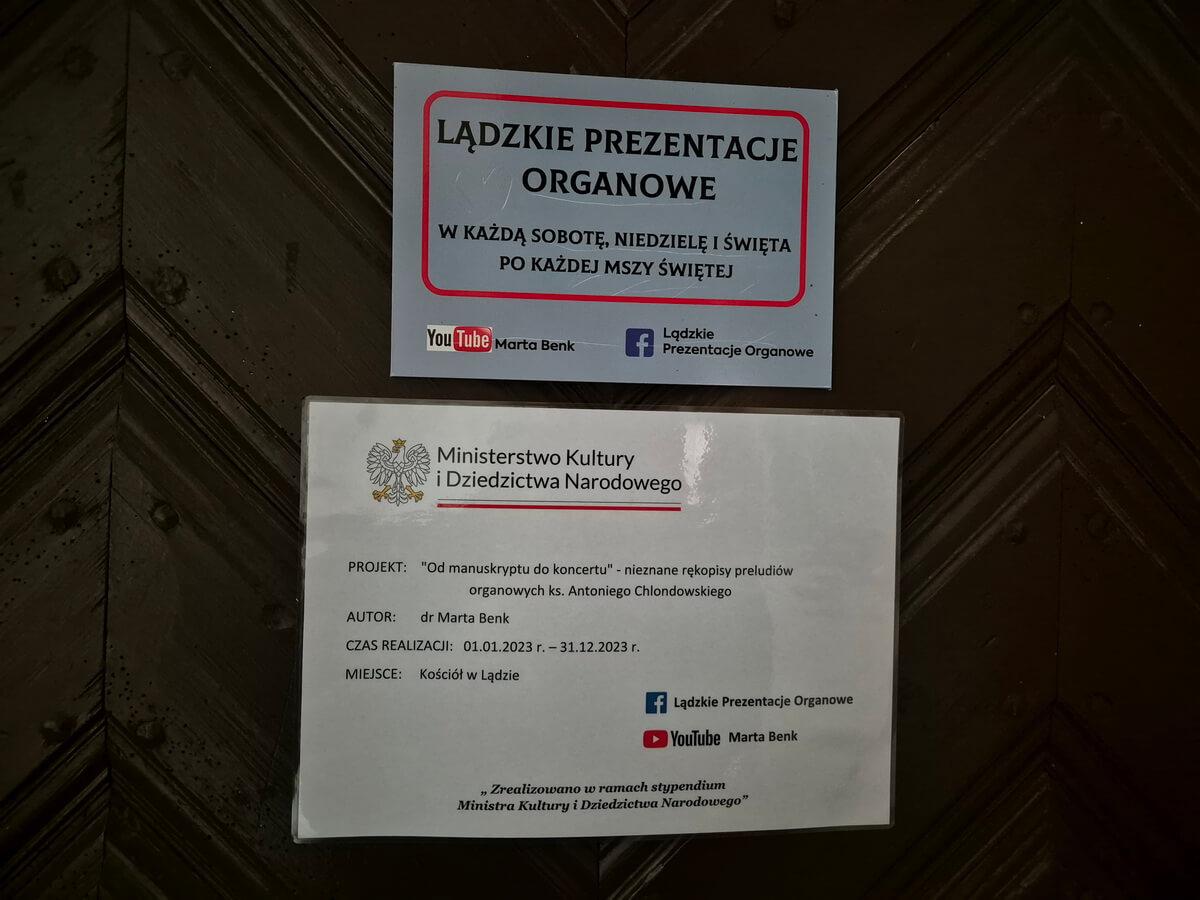 LĄDZKIE PREZENTACJE
ORGANOWE
W KAŻDĄ SOBOTĘ, NIEDZIELĘ I ŚWIĘTA
PO KAŻDEJ MSZY ŚWIĘTEJ
YouTube Marta Benk
Lądzkie
Prezentacje Organowe
Ministerstwo Kultury
i Dziedzictwa Narodowego
PROJEKT: "Od manuskryptu do koncertu" - nieznane rękopisy preludiów
organowych ks. Antoniego Chlondowskiego
AUTOR: dr Marta Benk
CZAS REALIZACJI: 01.01.2023 r. – 31.12.2023 r.
MIEJSCE: Kościół w Lądzie
Lądzkie Prezentacje Organowe
YouTube Marta Benk
„ Zrealizowano w ramach stypendium
Ministra Kultury i Dziedzictwa Narodowego”